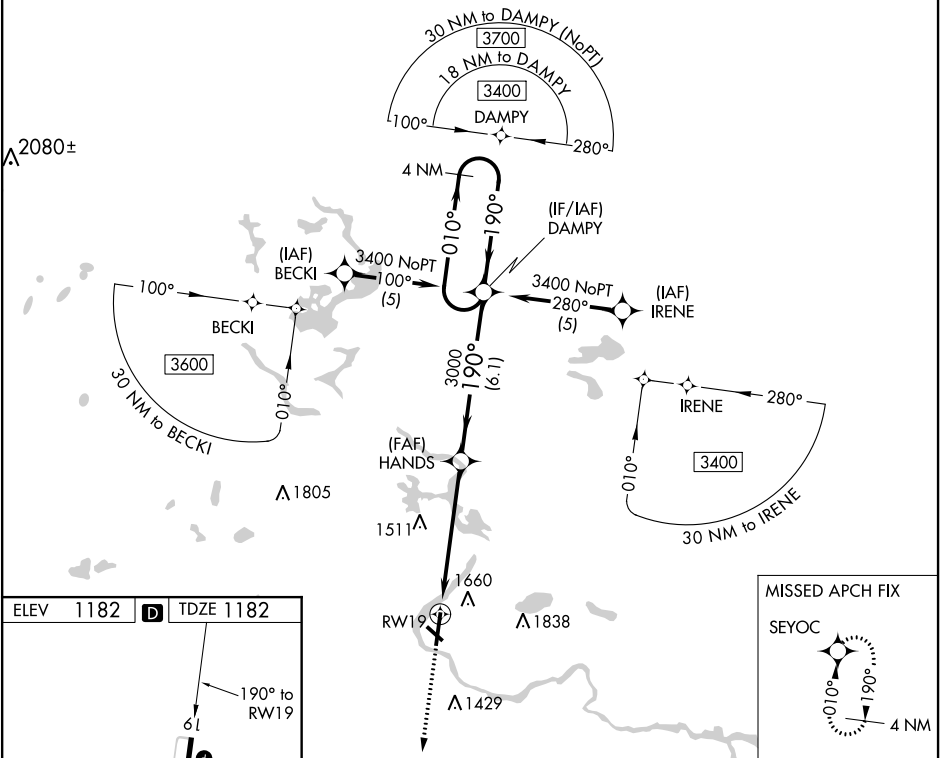 30 NM to DAMPY (NoPT)
3700
18 NM to DAMPY
3400
DAMPY
100°
280°
2080±
4 NM
010°
190°
(IF/IAF)
DAMPY
(IAF)
BECKI
3400 NoPT
100°
(5)
3400 NoPT
280°
(5)
(IAF)
IRENE
100°
BECKI
3600
010°
30 NM to BECKI
3000
190°
(6.1)
IRENE
280°
3400
010°
30 NM to IRENE
(FAF)
HANDS
1805
1511
1660
RW19
1838
1429
ELEV 1182 D TDZE 1182
190° to
RW19
19
MISSED APCH FIX
SEYOC
010°
190°
4 NM